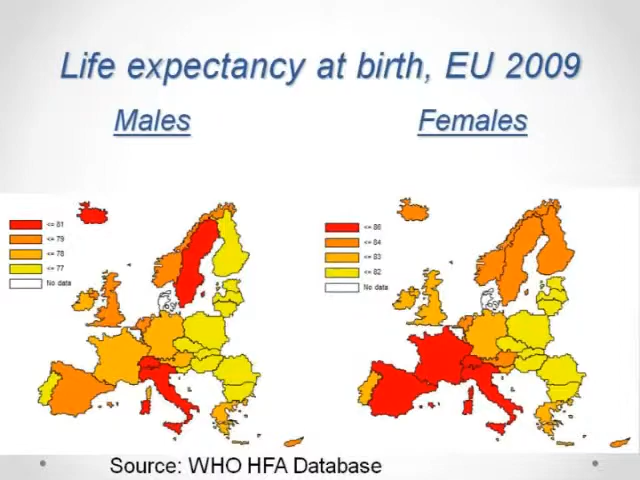 Life expectancy at birth, EU 2009
Males
Females
<= 81
<= 79
<= 78
<= 77
No data
<= 86
<= 84
<= 83
<= 82
No data
Source: WHO HFA Database